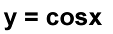 y = cosx